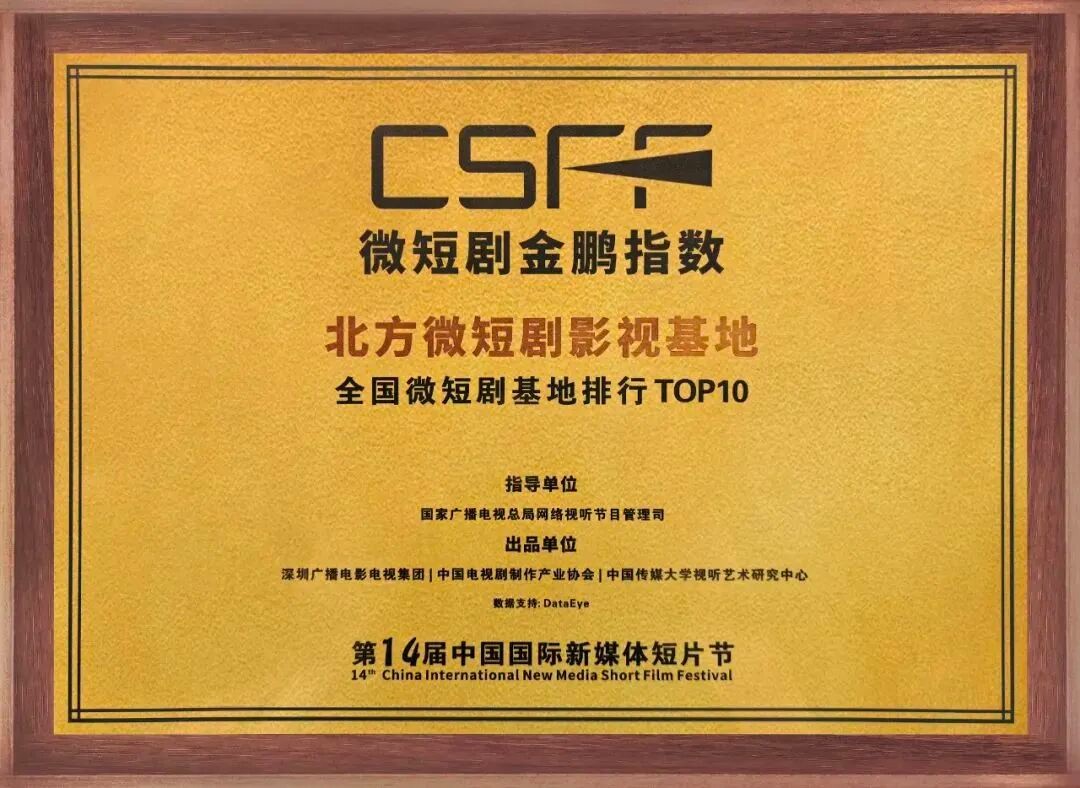 CSFF
微短剧金鹏指数
北方微短剧影视基地
全国微短剧基地排行 TOP10
指导单位
国家广播电视总局网络视听节目管理司
出品单位
深圳广播电影电视集团 | 中国电视剧制作产业协会 | 中国传媒大学视听艺术研究中心
数据支持: DataEye
第14届中国国际新媒体短片节
14th China International New Media Short Film Festival